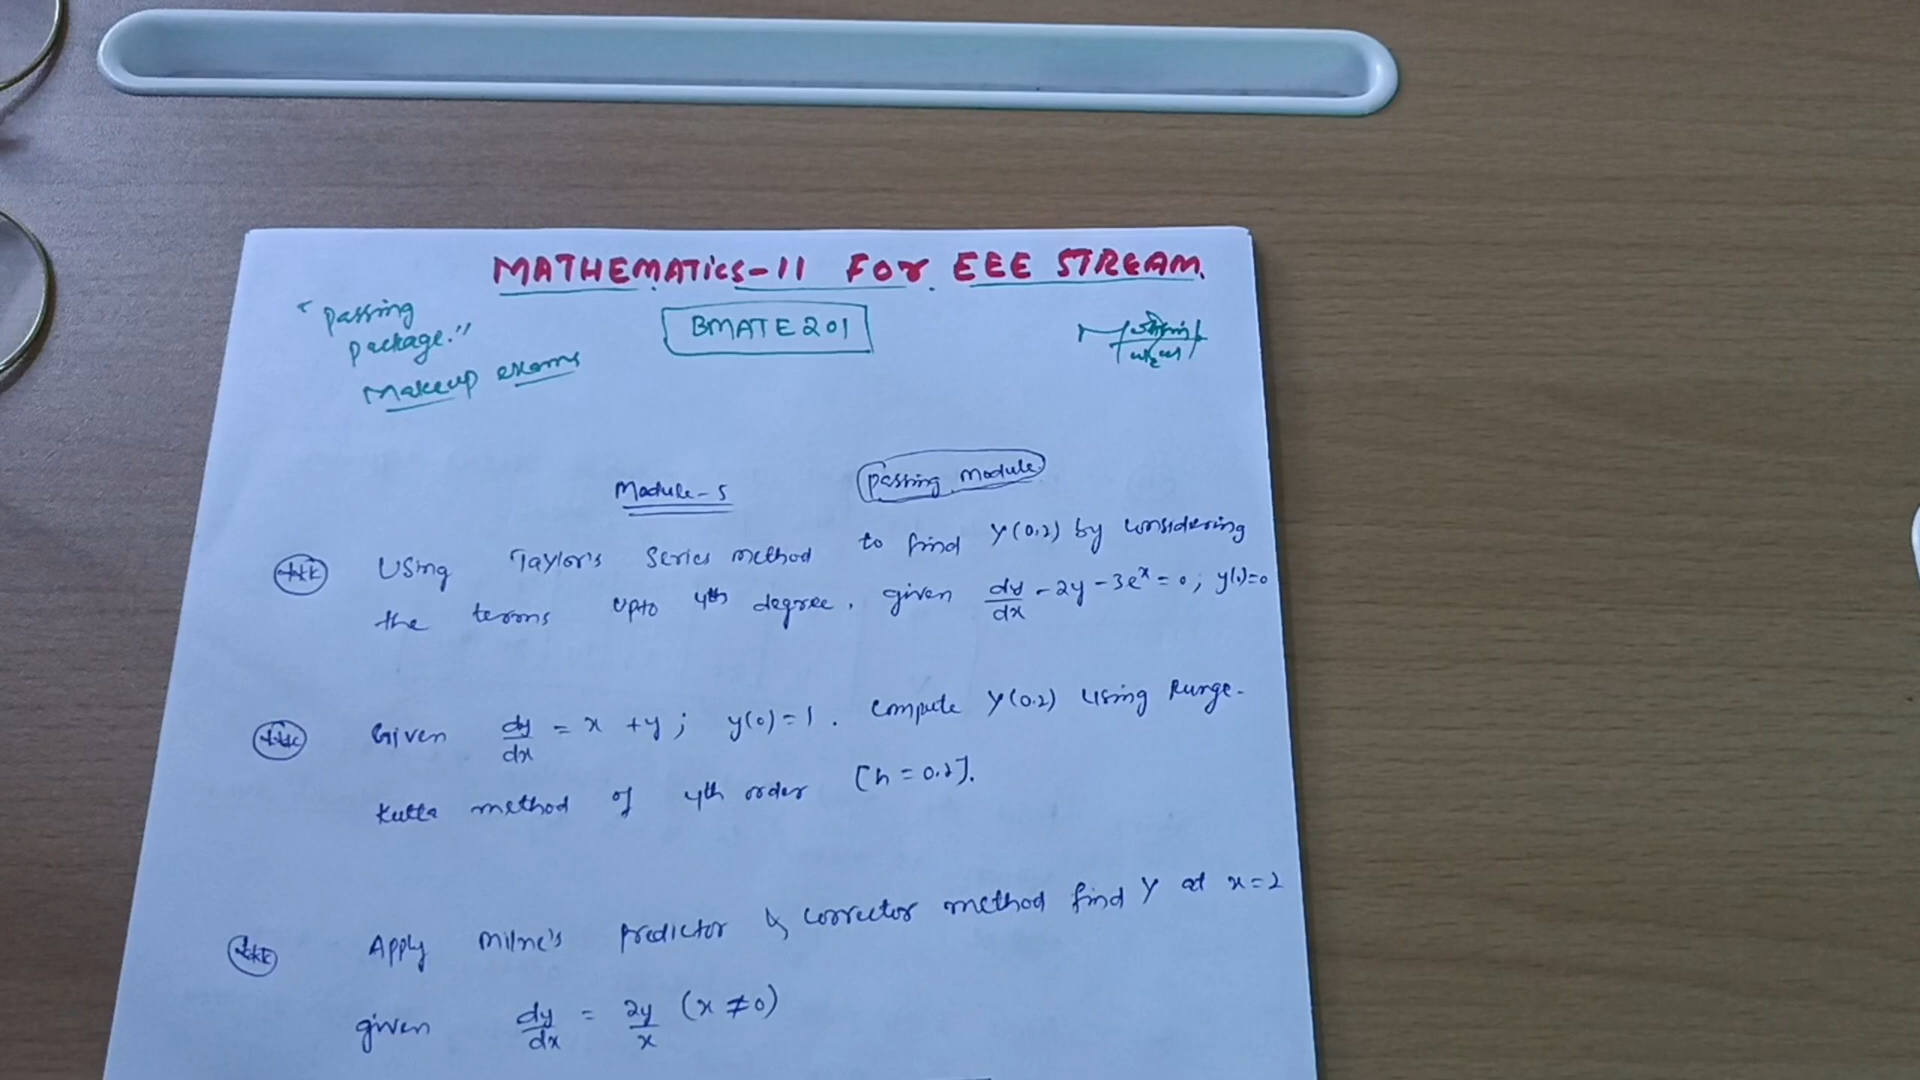 MATHEMATICS-II FOR EEE STREAM.
"Passing
package."
Makeup exams
BMATE201
Module-5
Passing module
*** Using Taylor's Series method to find y(0.2) by considering
the terms upto 4th degree. given dy/dx - 2y - 3e^x = 0; y(0)=0
*** Given dy/dx = x + y; y(0)=1. Compute y(0.2) using Runge-
Kutta method of 4th order [h = 0.2].
*** Apply Milne's predictor & corrector method find y at x=2
given dy/dx = 2y/x (x ≠ 0)